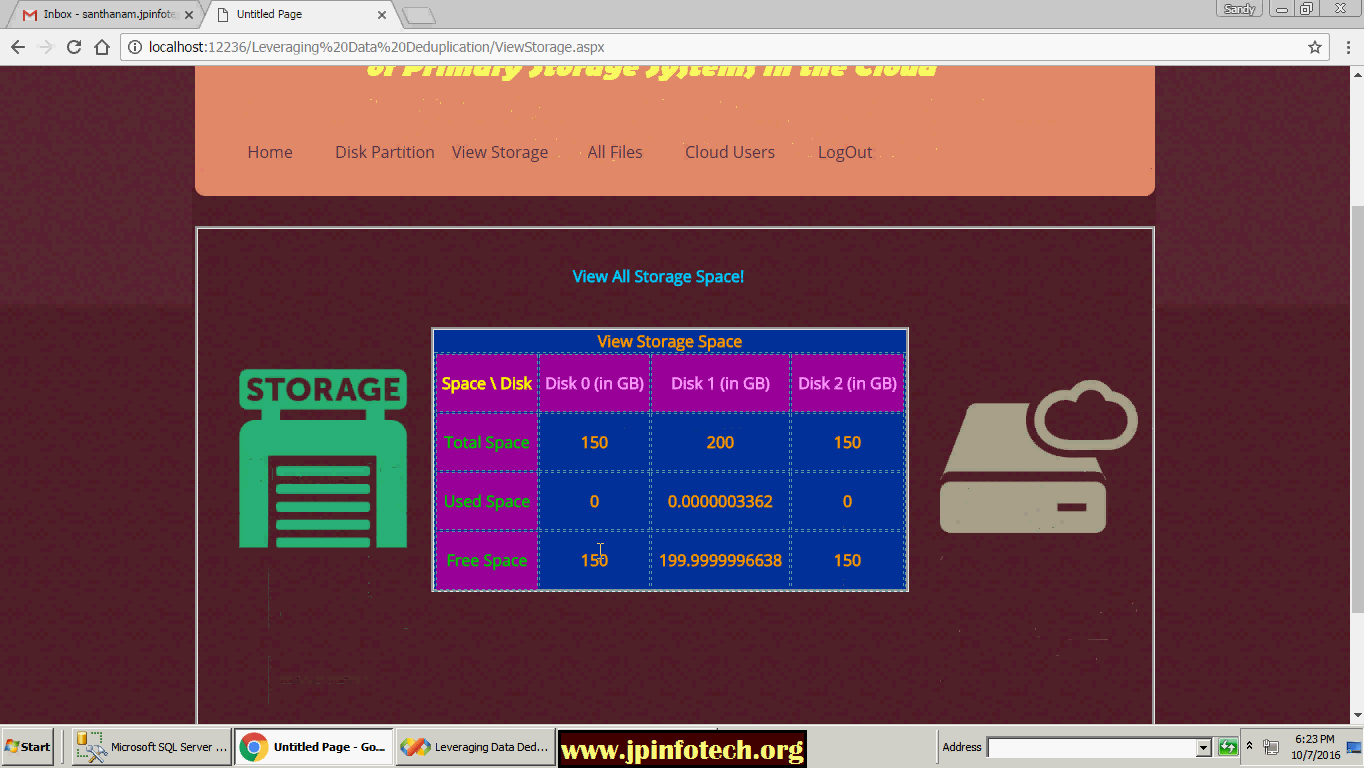 Inbox - santhanam.jpinfote
Untitled Page
Sandy
localhost:12236/Leveraging%20Data%20Deduplication/ViewStorage.aspx
of Primary Storage Systems in the Cloud
Home Disk Partition View Storage All Files Cloud Users LogOut
View All Storage Space!
STORAGE
View Storage Space
Space \ Disk Disk 0 (in GB) Disk 1 (in GB) Disk 2 (in GB)
Total Space 150 200 150
Used Space 0 0.0000003362 0
Free Space 150 199.9999996638 150
Start
Microsoft SQL Server ...
Untitled Page - Go...
Leveraging Data Ded...
www.jpinfotech.org
Address
6:23 PM
10/7/2016